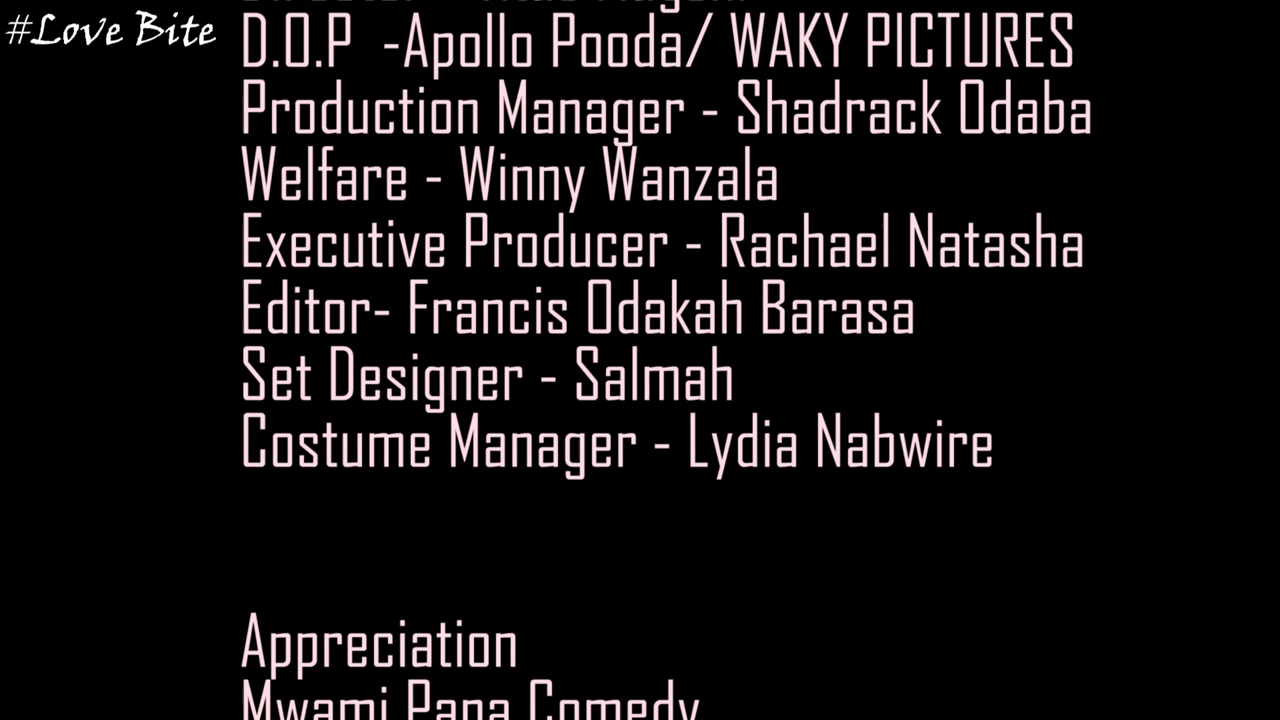 #Love Bite
D.O.P -Apollo Pooda/ WAKY PICTURES
Production Manager - Shadrack Odaba
Welfare - Winny Wanzala
Executive Producer - Rachael Natasha
Editor- Francis Odakah Barasa
Set Designer - Salmah
Costume Manager - Lydia Nabwire
Appreciation
Mwami Papa Comedy